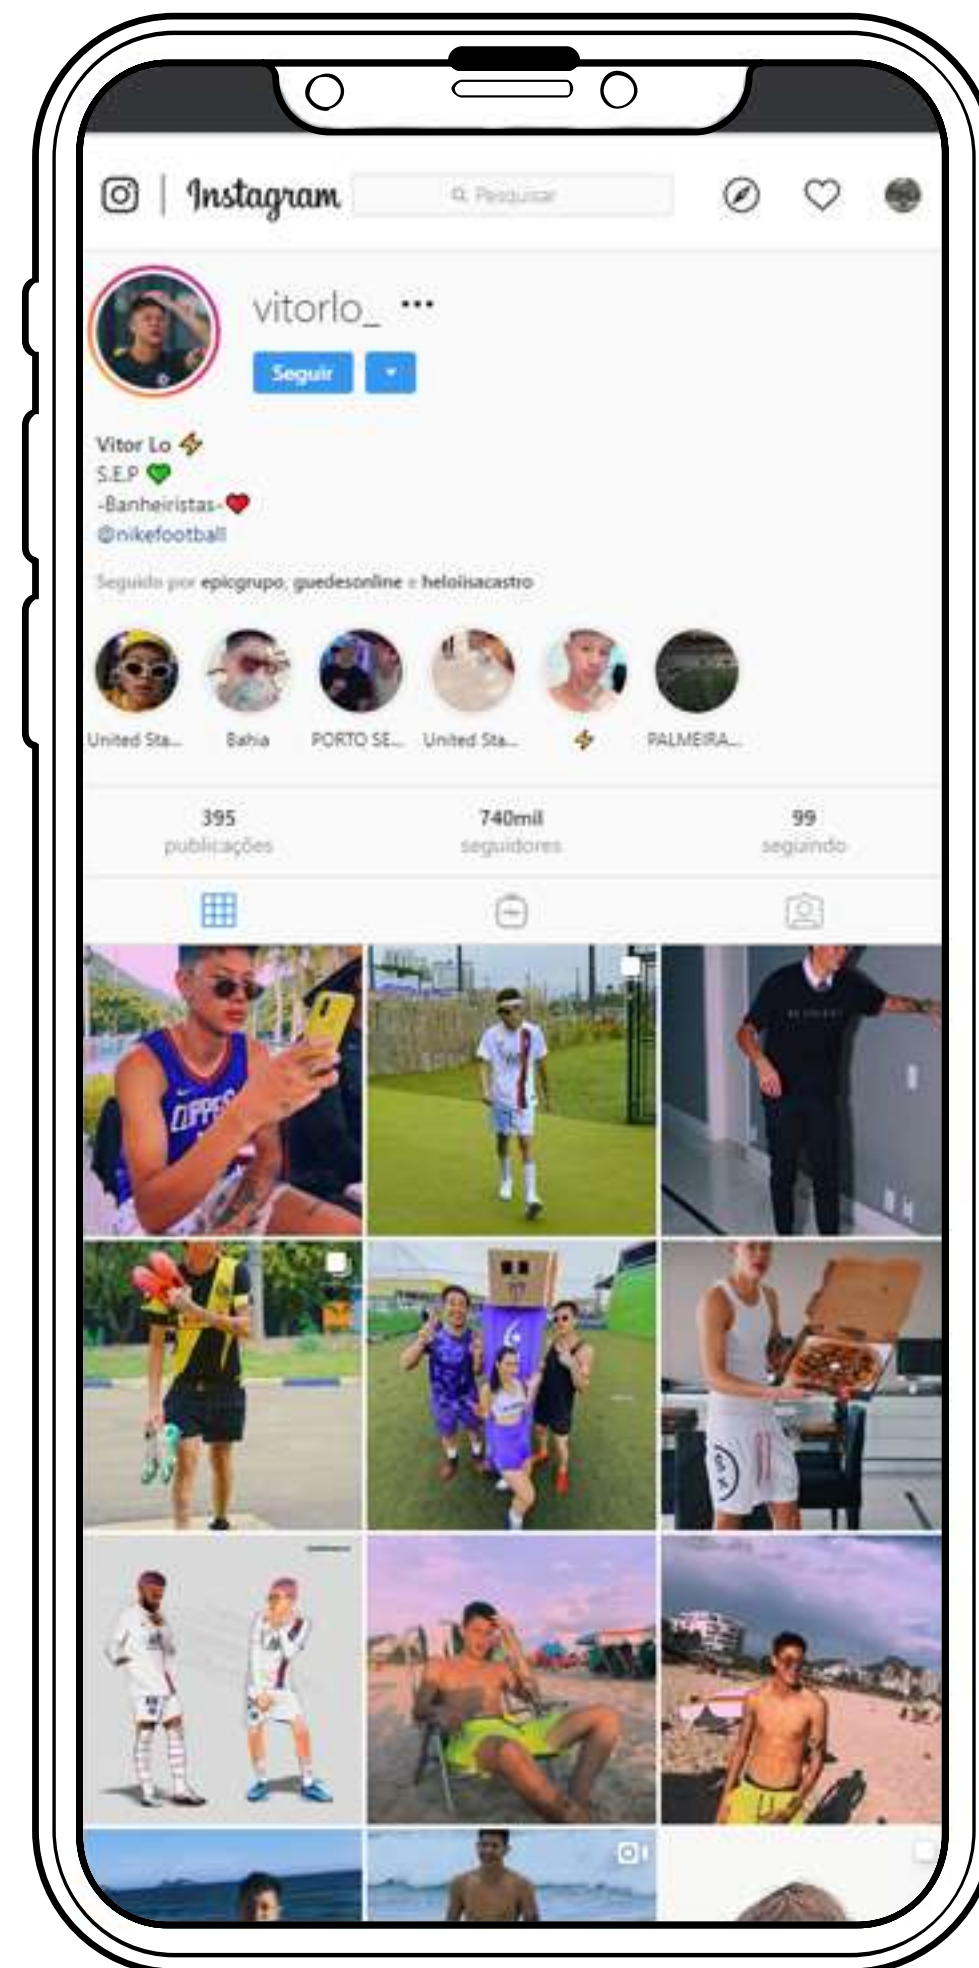 Instagram
Pesquisar
vitorlo_
Seguir
Vitor Lo
S.E.P
-Banheiristas-
@nikefootball
Seguido por epicgrupo, guedesonline e heloiisacastro
United Sta... Bahia PORTO SE... United Sta... PALMEIRA...
395 740mil 99
publicações seguidores seguindo